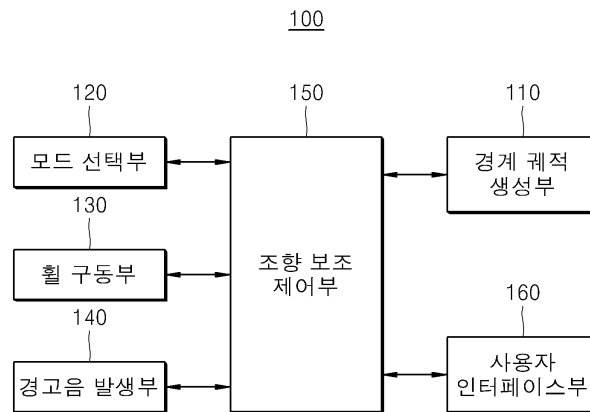 100
120
150
110
모드 선택부
경계 궤적
생성부
130
휠 구동부
조향 보조
제어부
140
160
경고음 발생부
사용자
인터페이스부